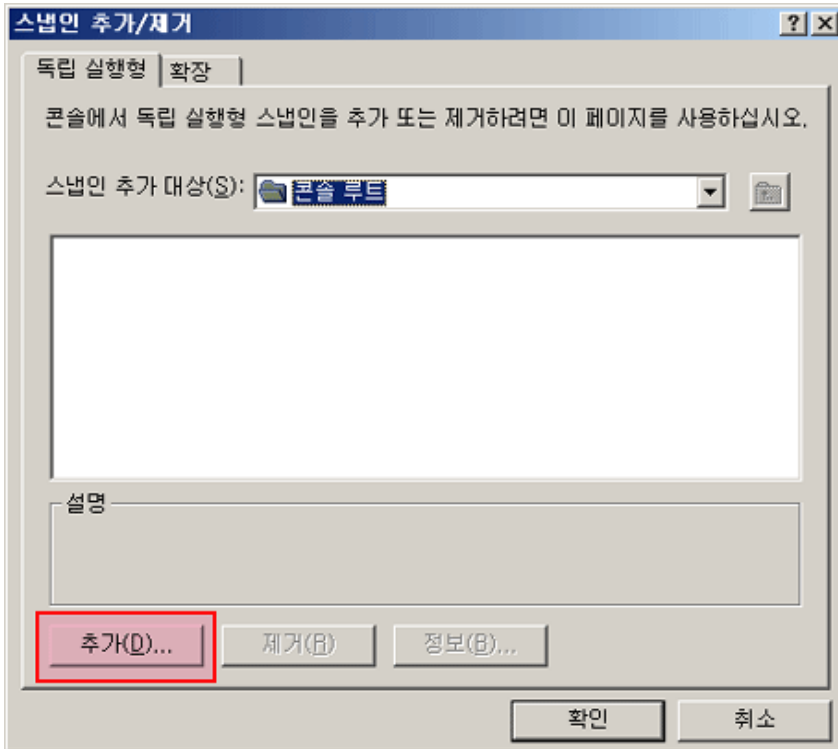 스냅인 추가/제거
독립 실행형 확장
콘솔에서 독립 실행형 스냅인을 추가 또는 제거하려면 이 페이지를 사용하십시오.
스냅인 추가 대상(S): 콘솔 루트
설명
추가(D)... 제거(R) 정보(B)...
확인 취소